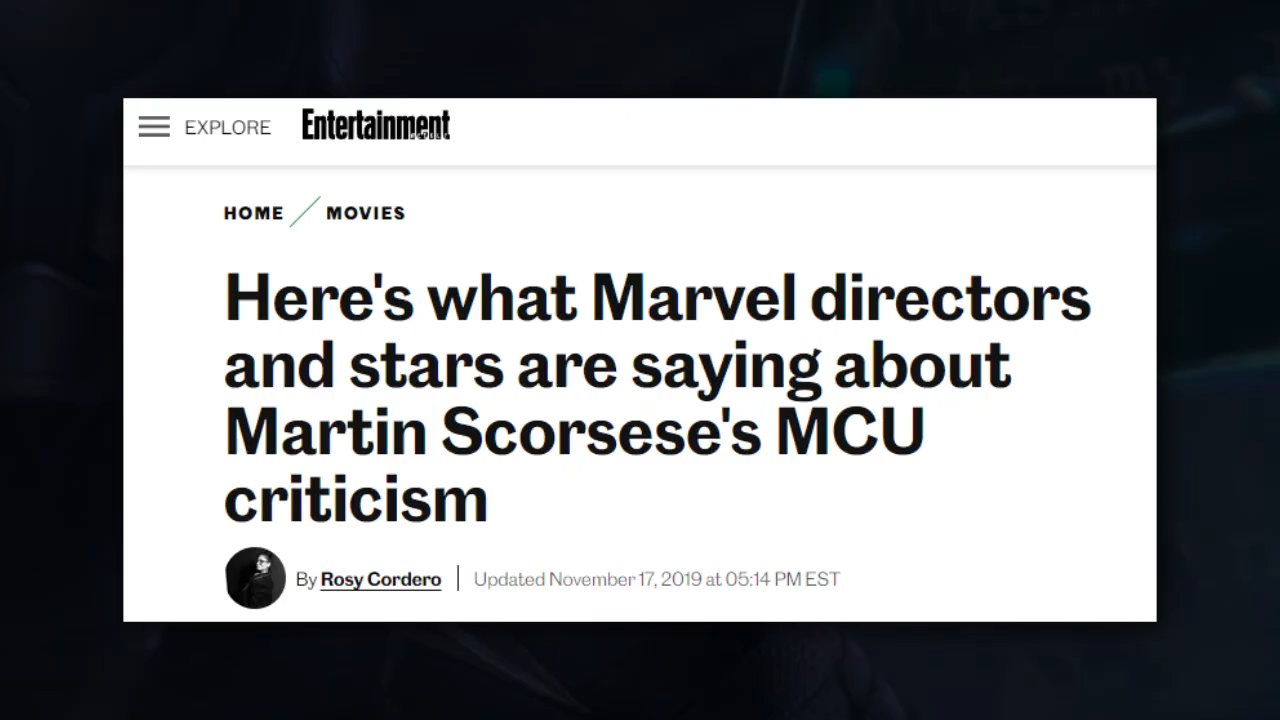 EXPLORE Entertainment
HOME MOVIES
Here's what Marvel directors
and stars are saying about
Martin Scorsese's MCU
criticism
By Rosy Cordero | Updated November 17, 2019 at 05:14 PM EST